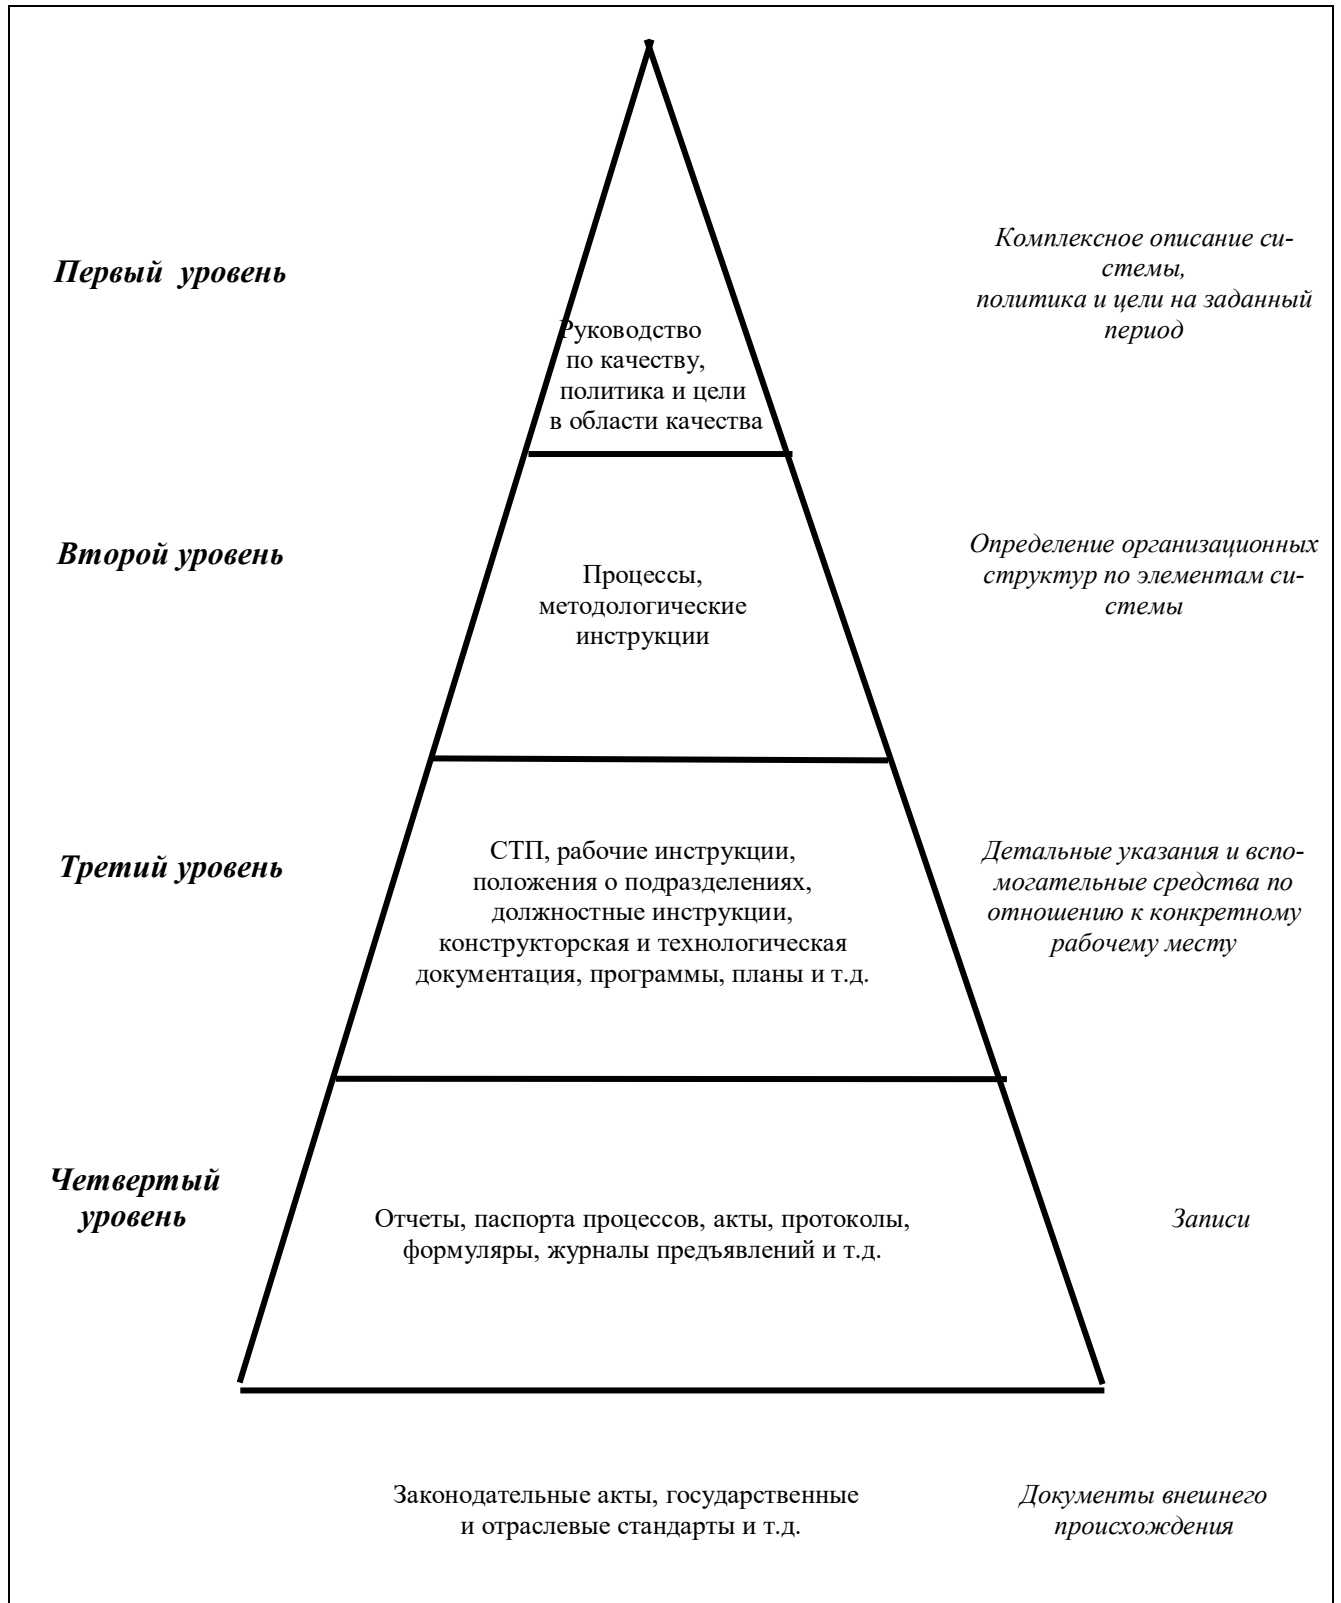 Первый уровень
Комплексное описание си-
стемы,
политика и цели на заданный
период
Руководство
по качеству,
политика и цели
в области качества
Второй уровень
Процессы,
методологические
инструкции
Определение организационных
структур по элементам си-
стемы
Третий уровень
СТП, рабочие инструкции,
положения о подразделениях,
должностные инструкции,
конструкторская и технологическая
документация, программы, планы и т.д.
Детальные указания и вспо-
могательные средства по
отношению к конкретному
рабочему месту
Четвертый
уровень
Отчеты, паспорта процессов, акты, протоколы,
формуляры, журналы предъявлений и т.д.
Записи
Законодательные акты, государственные
и отраслевые стандарты и т.д.
Документы внешнего
происхождения